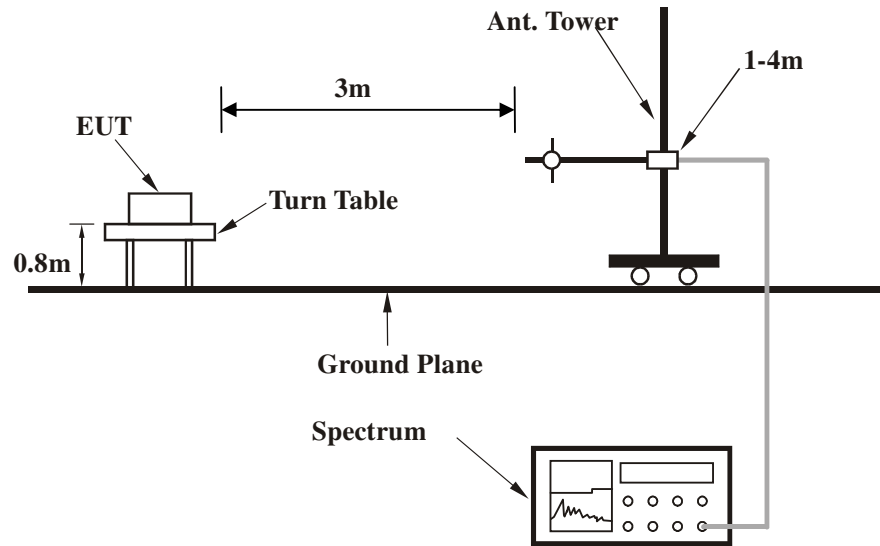 Ant. Tower
1-4m
3m
EUT
Turn Table
0.8m
Ground Plane
Spectrum